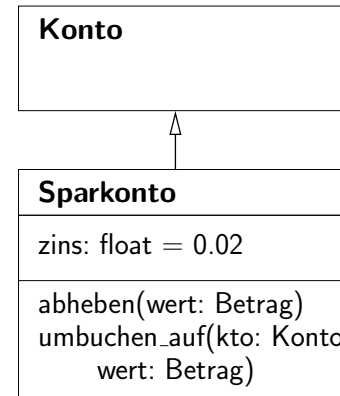 Konto
Sparkonto
zins: float = 0.02
abheben(wert: Betrag)
umbuchen_auf(kto: Konto
wert: Betrag)